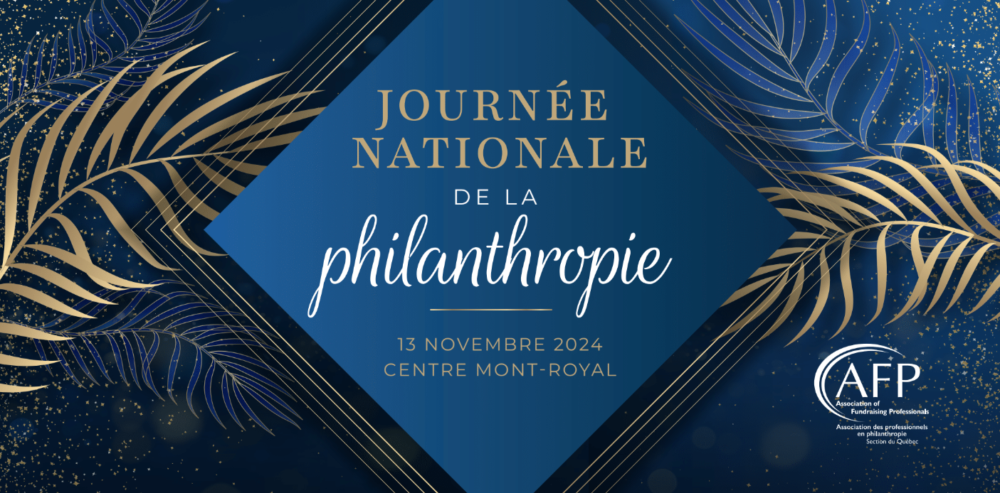 JOURNÉE
NATIONALE
DE LA
philanthropie
13 NOVEMBRE 2024
CENTRE MONT-ROYAL
AFP
Association of
Fundraising Professionals
Association des professionnels
en philanthropie
Section du Québec